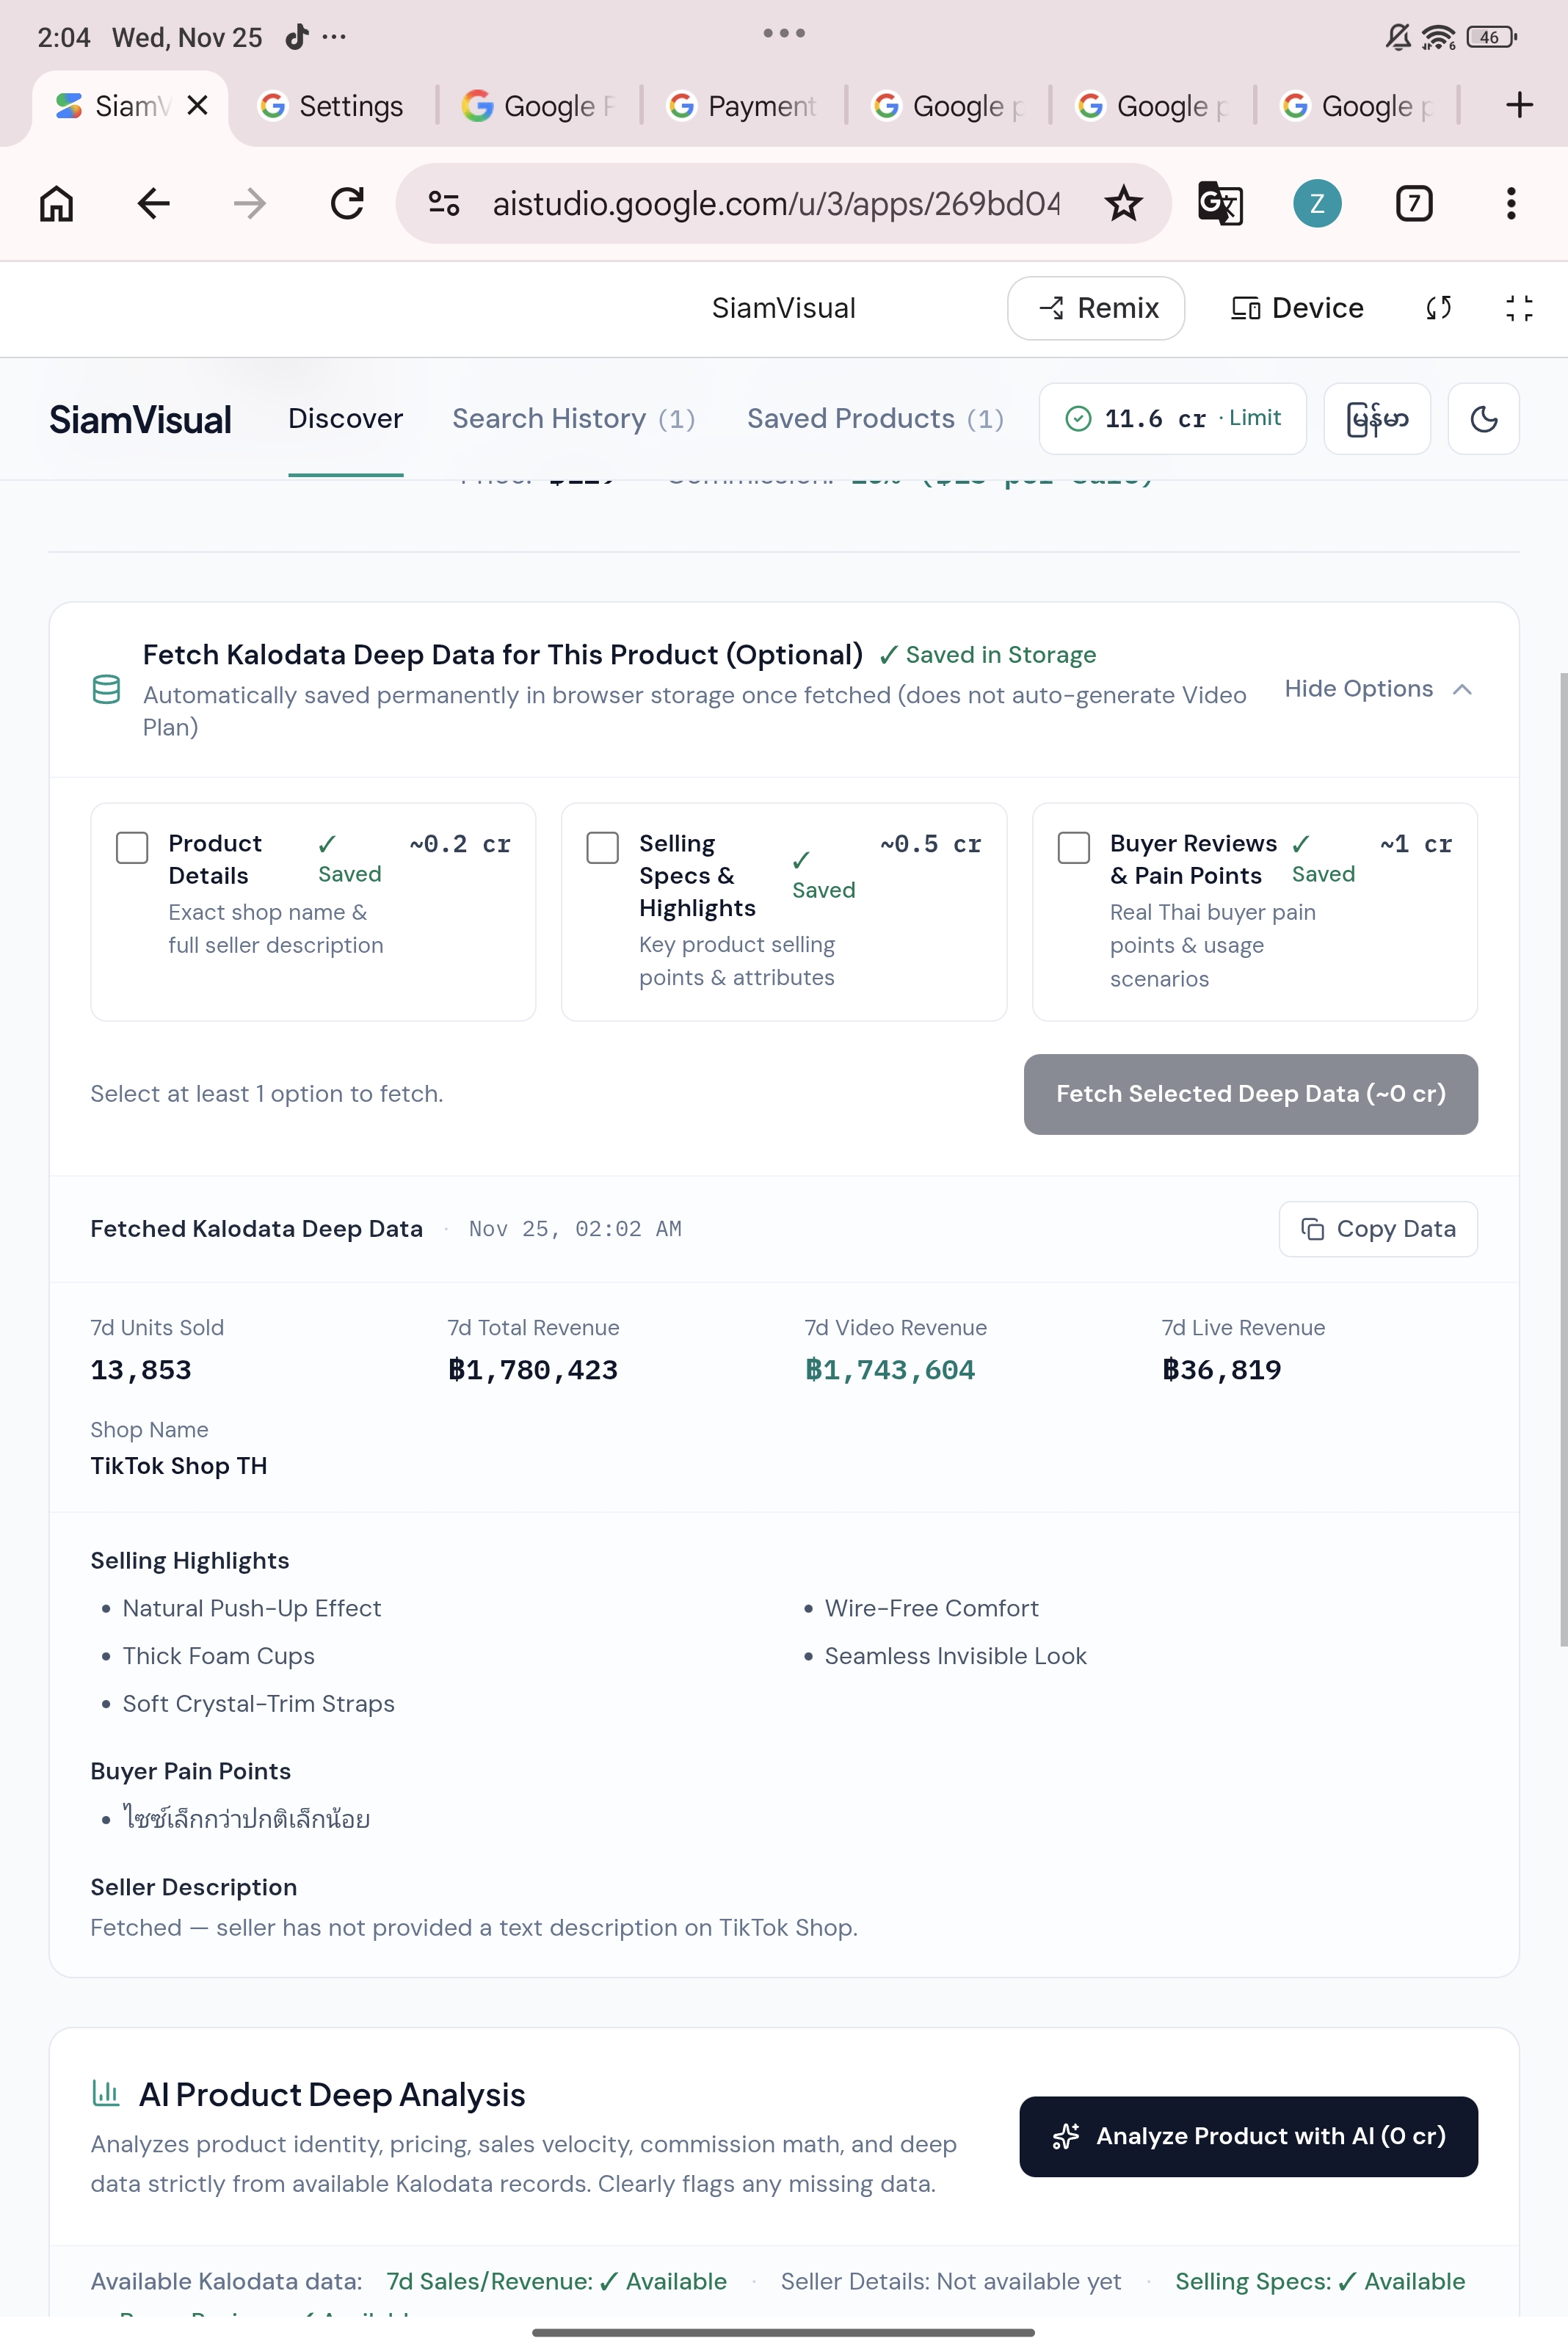 2:04 Wed, Nov 25
46
SiamV
Settings
Google
Payment
Google
Google
Google
aistudio.google.com/u/3/apps/269bd04
Z
7
SiamVisual
Remix
Device
SiamVisual
Discover
Search History (1)
Saved Products (1)
11.6 cr · Limit
မြန်မာ
Fetch Kalodata Deep Data for This Product (Optional) ✓ Saved in Storage
Automatically saved permanently in browser storage once fetched (does not auto-generate Video
Plan)
Hide Options
Product
Details
✓
Saved
~0.2 cr
Exact shop name &
full seller description
Selling
Specs &
Highlights
✓
Saved
~0.5 cr
Key product selling
points & attributes
Buyer Reviews
& Pain Points
✓
Saved
~1 cr
Real Thai buyer pain
points & usage
scenarios
Select at least 1 option to fetch.
Fetch Selected Deep Data (~0 cr)
Fetched Kalodata Deep Data · Nov 25, 02:02 AM
Copy Data
7d Units Sold
13,853
7d Total Revenue
฿1,780,423
7d Video Revenue
฿1,743,604
7d Live Revenue
฿36,819
Shop Name
TikTok Shop TH
Selling Highlights
• Natural Push-Up Effect
• Wire-Free Comfort
• Thick Foam Cups
• Seamless Invisible Look
• Soft Crystal-Trim Straps
Buyer Pain Points
• ไซซ์เล็กกว่าปกติเล็กน้อย
Seller Description
Fetched — seller has not provided a text description on TikTok Shop.
AI Product Deep Analysis
Analyzes product identity, pricing, sales velocity, commission math, and deep
data strictly from available Kalodata records. Clearly flags any missing data.
Analyze Product with AI (0 cr)
Available Kalodata data: 7d Sales/Revenue: ✓ Available · Seller Details: Not available yet · Selling Specs: ✓ Available